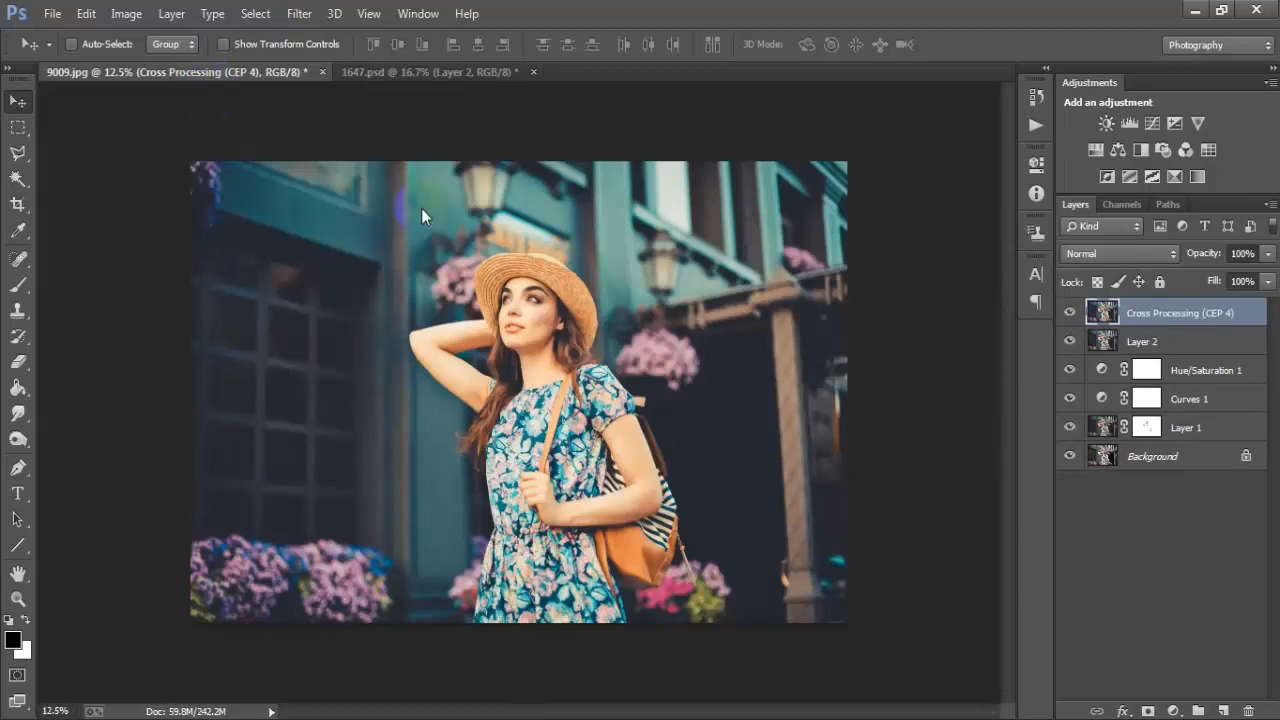 Ps File Edit Image Layer Type Select Filter 3D View Window Help
Auto-Select: Group Show Transform Controls 3D Mode: Photography
9009.jpg @ 12.5% (Cross Processing (CEP 4), RGB/8) * × 1647.psd @ 16.7% (Layer 2, RGB/8) * ×
Adjustments
Add an adjustment
Layers Channels Paths
Kind
Normal Opacity: 100%
Lock: Fill: 100%
Cross Processing (CEP 4)
Layer 2
Hue/Saturation 1
Curves 1
Layer 1
Background
12.5% Doc: 59.8M/242.2M